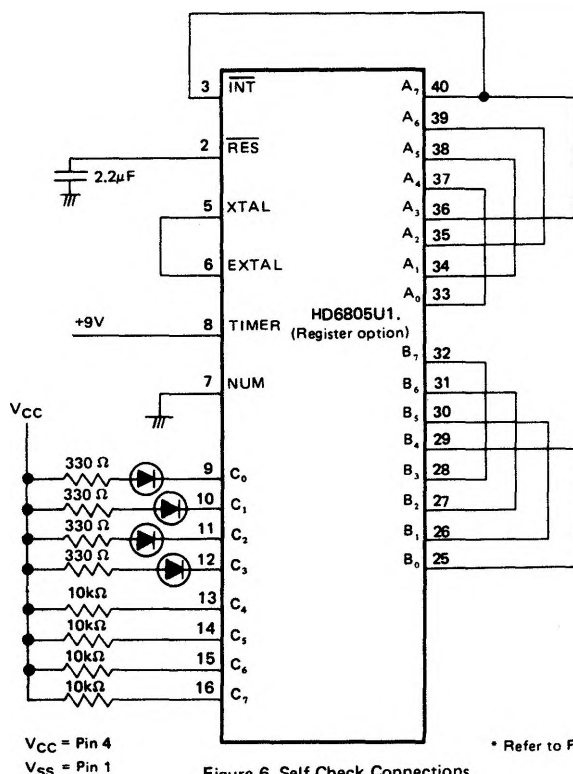 3 INT A7 40
A6 39
2 RES A5 38
2.2μF A4 37
5 XTAL A3 36
A2 35
6 EXTAL A1 34
A0 33
HD6805U1.
(Register option)
+9V 8 TIMER
B7 32
7 NUM B6 31
B5 30
VCC B4 29
330 Ω 9 C0 B3 28
330 Ω 10 C1 B2 27
330 Ω 11 C2 B1 26
330 Ω 12 C3 B0 25
10kΩ 13 C4
10kΩ 14 C5
10kΩ 15 C6
10kΩ 16 C7
VCC = Pin 4
VSS = Pin 1
* Refer to
Figure 6 Self Check Connections